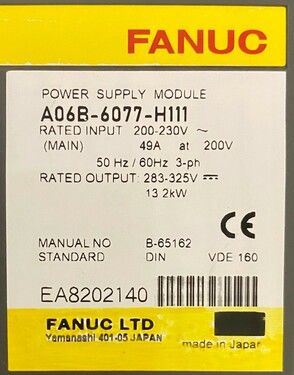 FANUC
POWER SUPPLY MODULE
A06B-6077-H111
RATED INPUT 200-230V ~
(MAIN) 49A at 200V
50 Hz / 60Hz 3-ph
RATED OUTPUT: 283-325V ⎓
13.2kW
CE
MANUAL NO B-65162
STANDARD DIN VDE 160
EA8202140
FANUC LTD
Yamanashi 401-05 JAPAN
made in Japan